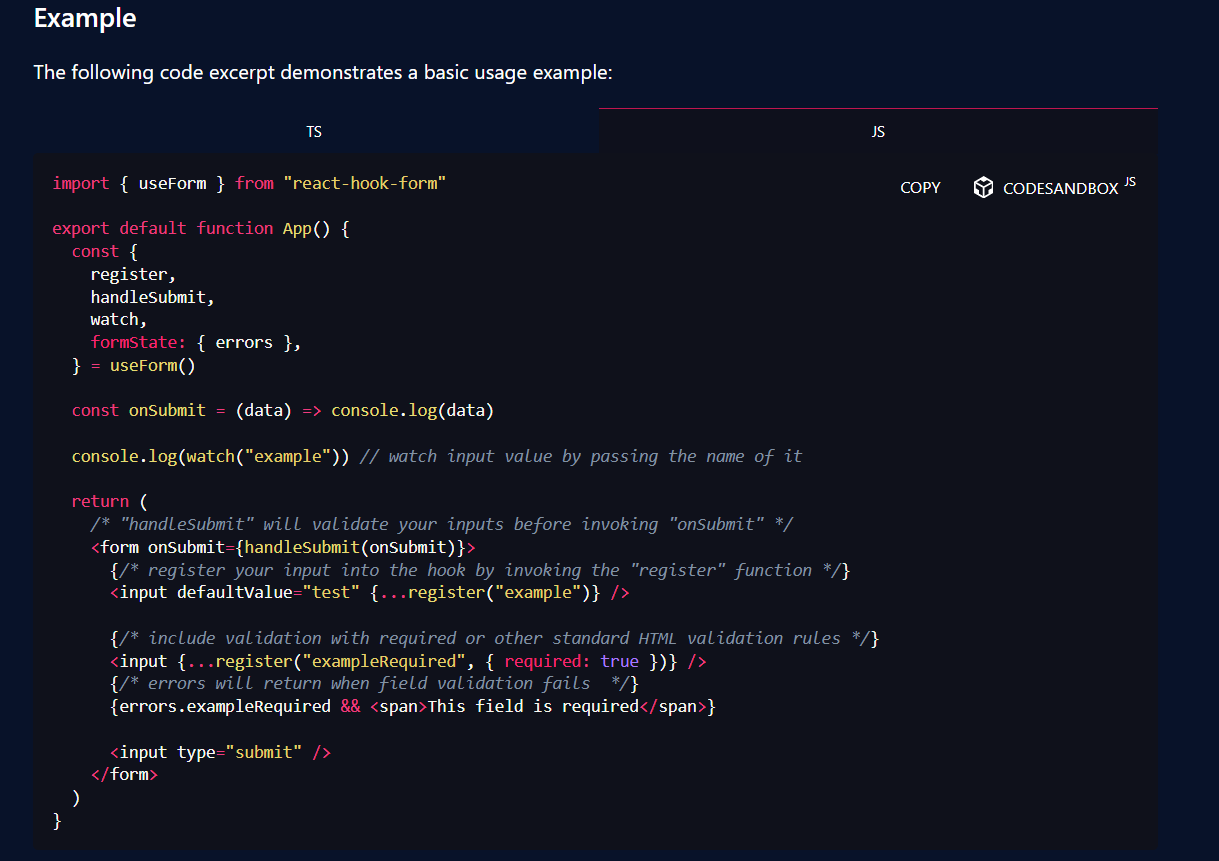 Example
The following code excerpt demonstrates a basic usage example:
TS
JS
COPY
CODESANDBOX JS
import { useForm } from "react-hook-form"
export default function App() {
  const {
    register,
    handleSubmit,
    watch,
    formState: { errors },
  } = useForm()
  const onSubmit = (data) => console.log(data)
  console.log(watch("example")) // watch input value by passing the name of it
  return (
    /* "handleSubmit" will validate your inputs before invoking "onSubmit" */
    <form onSubmit={handleSubmit(onSubmit)}>
      {/* register your input into the hook by invoking the "register" function */}
      <input defaultValue="test" {...register("example")} />
      {/* include validation with required or other standard HTML validation rules */}
      <input {...register("exampleRequired", { required: true })} />
      {/* errors will return when field validation fails  */}
      {errors.exampleRequired && <span>This field is required</span>}
      <input type="submit" />
    </form>
  )
}